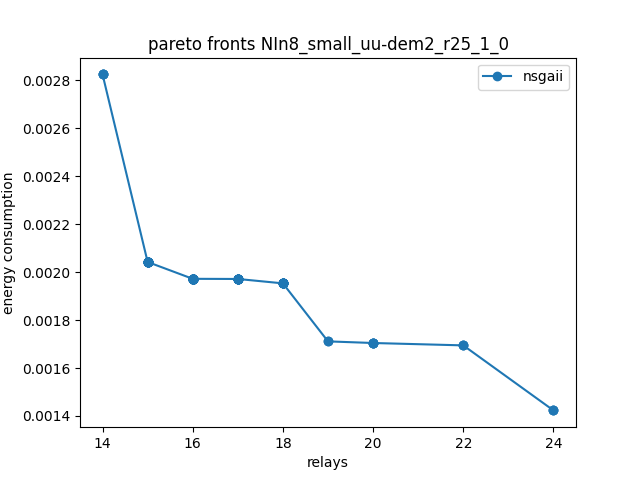 pareto fronts NIn8_small_uu-dem2_r25_1_0
nsgaii
energy consumption
0.0028
0.0026
0.0024
0.0022
0.0020
0.0018
0.0016
0.0014
14 16 18 20 22 24
relays